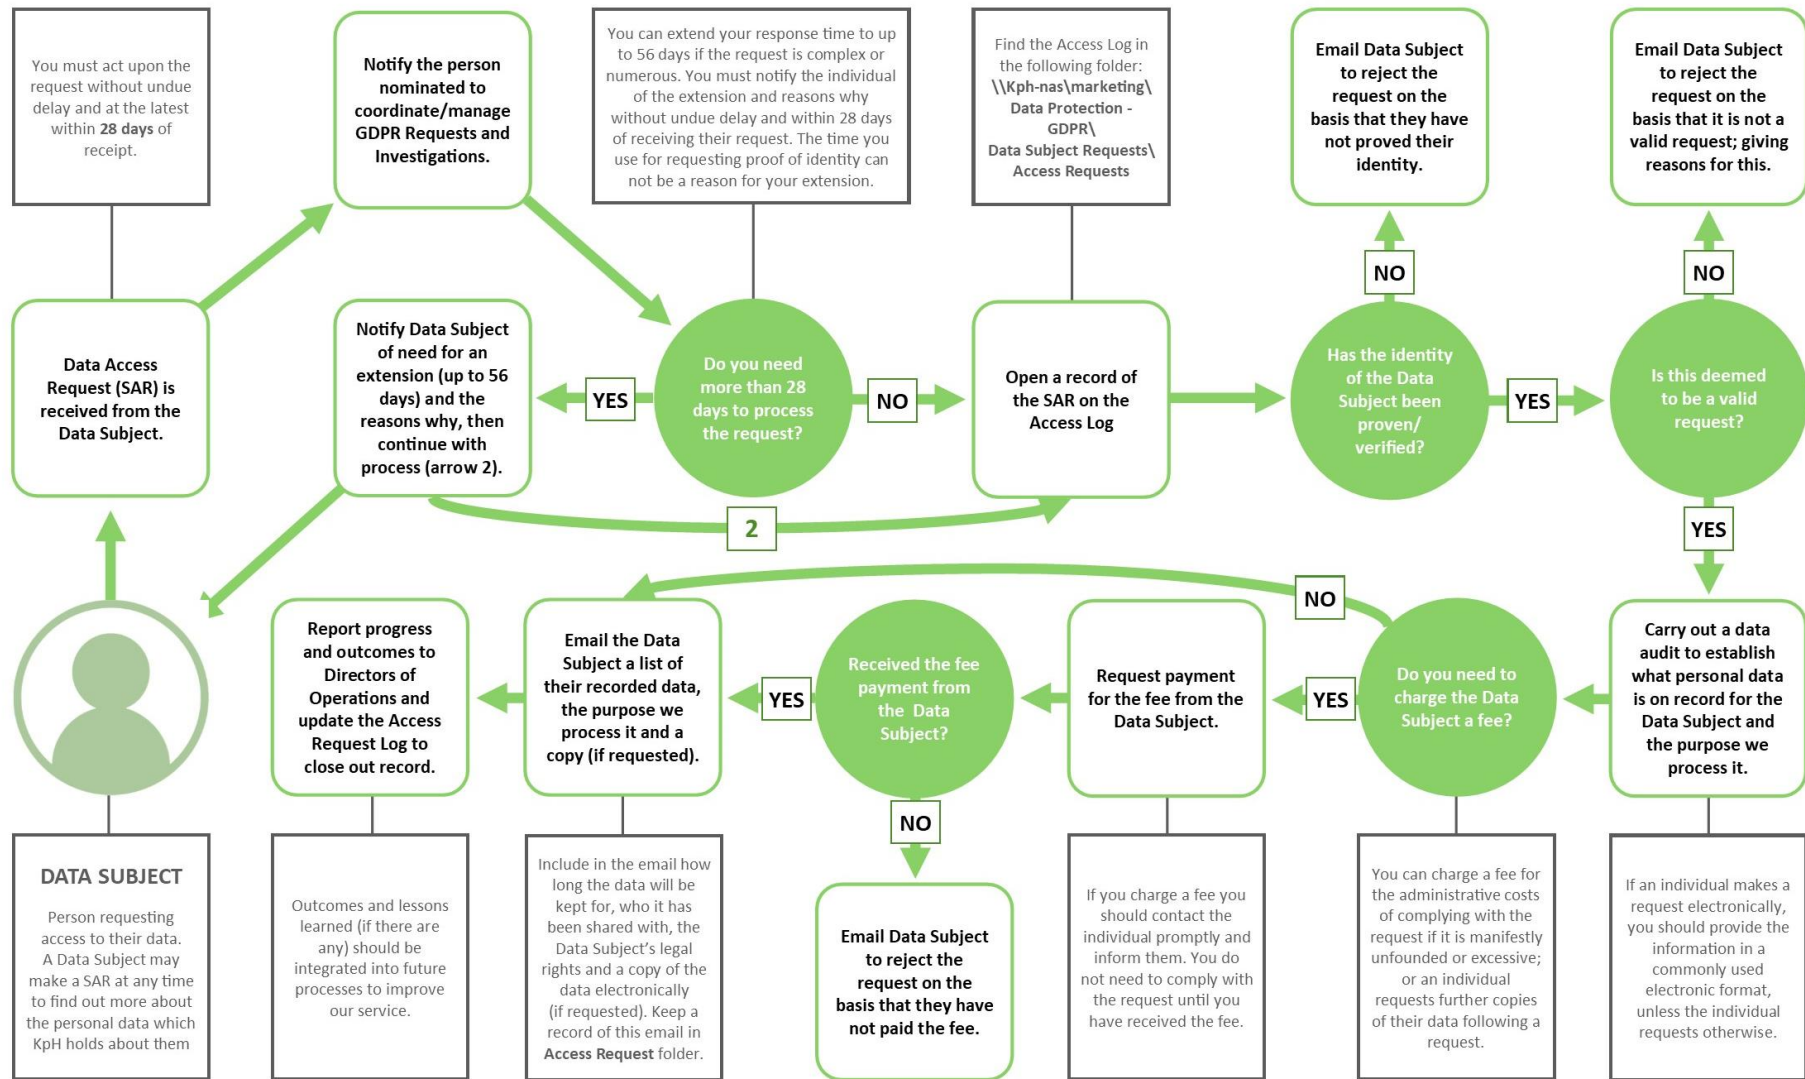 You must act upon the
request without undue
delay and at the latest
within 28 days of
receipt.
Notify the person
nominated to
coordinate/manage
GDPR Requests and
Investigations.
You can extend your response time to up
to 56 days if the request is complex or
numerous. You must notify the individual
of the extension and reasons why
without undue delay and within 28 days
of receiving their request. The time you
use for requesting proof of identity can
not be a reason for your extension.
Find the Access Log in
the following folder:
\\Kph-nas\marketing\
Data Protection -
GDPR\
Data Subject Requests\
Access Requests
Email Data Subject
to reject the
request on the
basis that they have
not proved their
identity.
Email Data Subject
to reject the
request on the
basis that it is not a
valid request; giving
reasons for this.
NO
NO
Data Access
Request (SAR) is
received from the
Data Subject.
Notify Data Subject
of need for an
extension (up to 56
days) and the
reasons why, then
continue with
process (arrow 2).
YES
Do you need
more than 28
days to process
the request?
NO
Open a record of
the SAR on the
Access Log
Has the identity
of the Data
Subject been
proven/
verified?
YES
Is this deemed
to be a valid
request?
2
YES
NO
Report progress
and outcomes to
Directors of
Operations and
update the Access
Request Log to
close out record.
Email the Data
Subject a list of
their recorded data,
the purpose we
process it and a
copy (if requested).
YES
Received the fee
payment from
the Data
Subject?
Request payment
for the fee from the
Data Subject.
YES
Do you need to
charge the Data
Subject a fee?
Carry out a data
audit to establish
what personal data
is on record for the
Data Subject and
the purpose we
process it.
NO
DATA SUBJECT
Person requesting
access to their data.
A Data Subject may
make a SAR at any time
to find out more about
the personal data which
KpH holds about them
Outcomes and lessons
learned (if there are
any) should be
integrated into future
processes to improve
our service.
Include in the email how
long the data will be
kept for, who it has
been shared with, the
Data Subject's legal
rights and a copy of the
data electronically
(if requested). Keep a
record of this email in
Access Request folder.
Email Data Subject
to reject the
request on the
basis that they have
not paid the fee.
If you charge a fee you
should contact the
individual promptly and
inform them. You do
not need to comply with
the request until you
have received the fee.
You can charge a fee for
the administrative costs
of complying with the
request if it is manifestly
unfounded or excessive;
or an individual
requests further copies
of their data following a
request.
If an individual makes a
request electronically,
you should provide the
information in a
commonly used
electronic format,
unless the individual
requests otherwise.